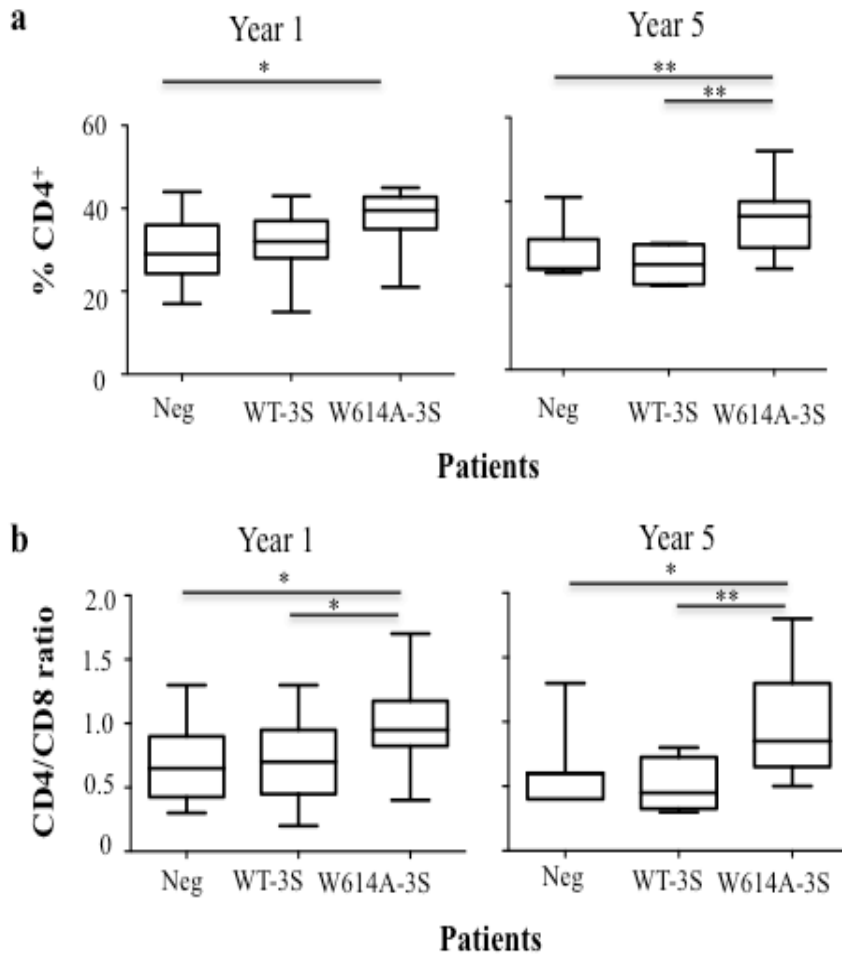 a
Year 1
Year 5
*
**
**
% CD4⁺
60
40
20
0
Neg WT-3S W614A-3S
Neg WT-3S W614A-3S
Patients
b
Year 1
Year 5
*
*
*
**
CD4/CD8 ratio
2.0
1.5
1.0
0.5
0
Neg WT-3S W614A-3S
Neg WT-3S W614A-3S
Patients